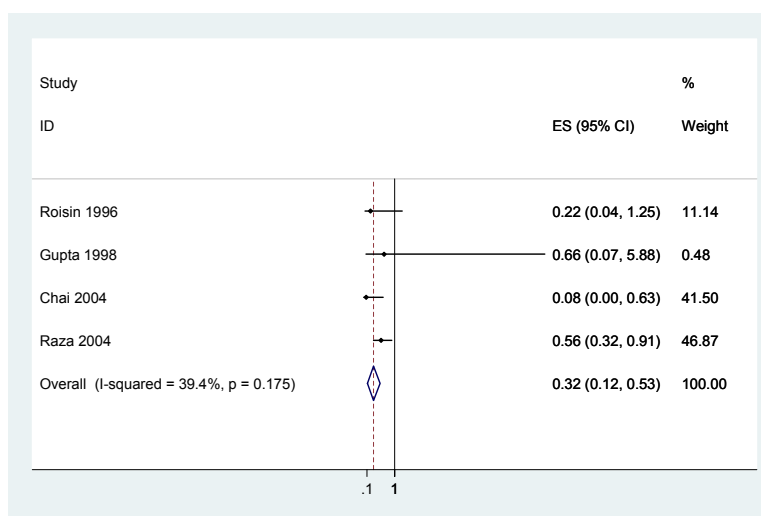 Study %
ID ES (95% CI) Weight
Roisin 1996 0.22 (0.04, 1.25) 11.14
Gupta 1998 0.66 (0.07, 5.88) 0.48
Chai 2004 0.08 (0.00, 0.63) 41.50
Raza 2004 0.56 (0.32, 0.91) 46.87
Overall (I-squared = 39.4%, p = 0.175) 0.32 (0.12, 0.53) 100.00
.1 1